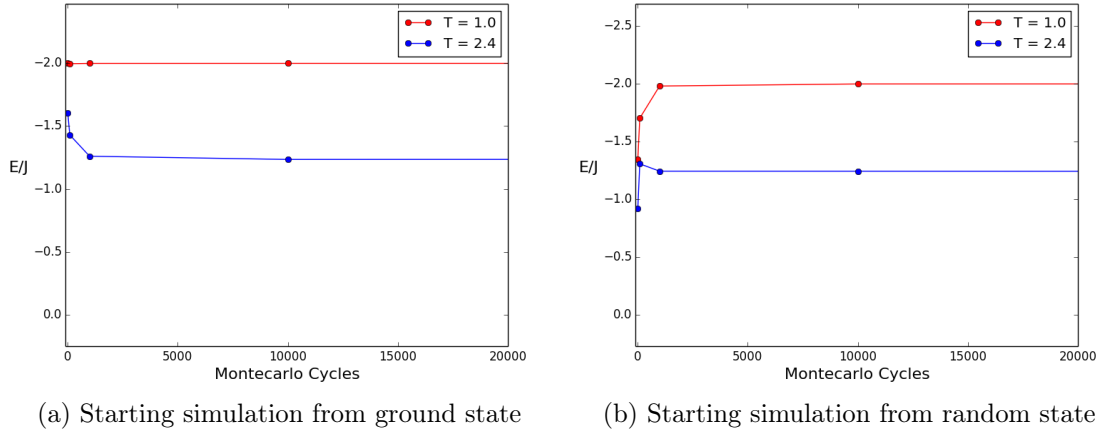 T = 1.0
T = 2.4
−2.0
−1.5
−1.0
−0.5
0.0
E/J
0
5000
10000
15000
20000
Montecarlo Cycles
(a) Starting simulation from ground state
T = 1.0
T = 2.4
−2.5
−2.0
−1.5
−1.0
−0.5
0.0
E/J
0
5000
10000
15000
20000
Montecarlo Cycles
(b) Starting simulation from random state